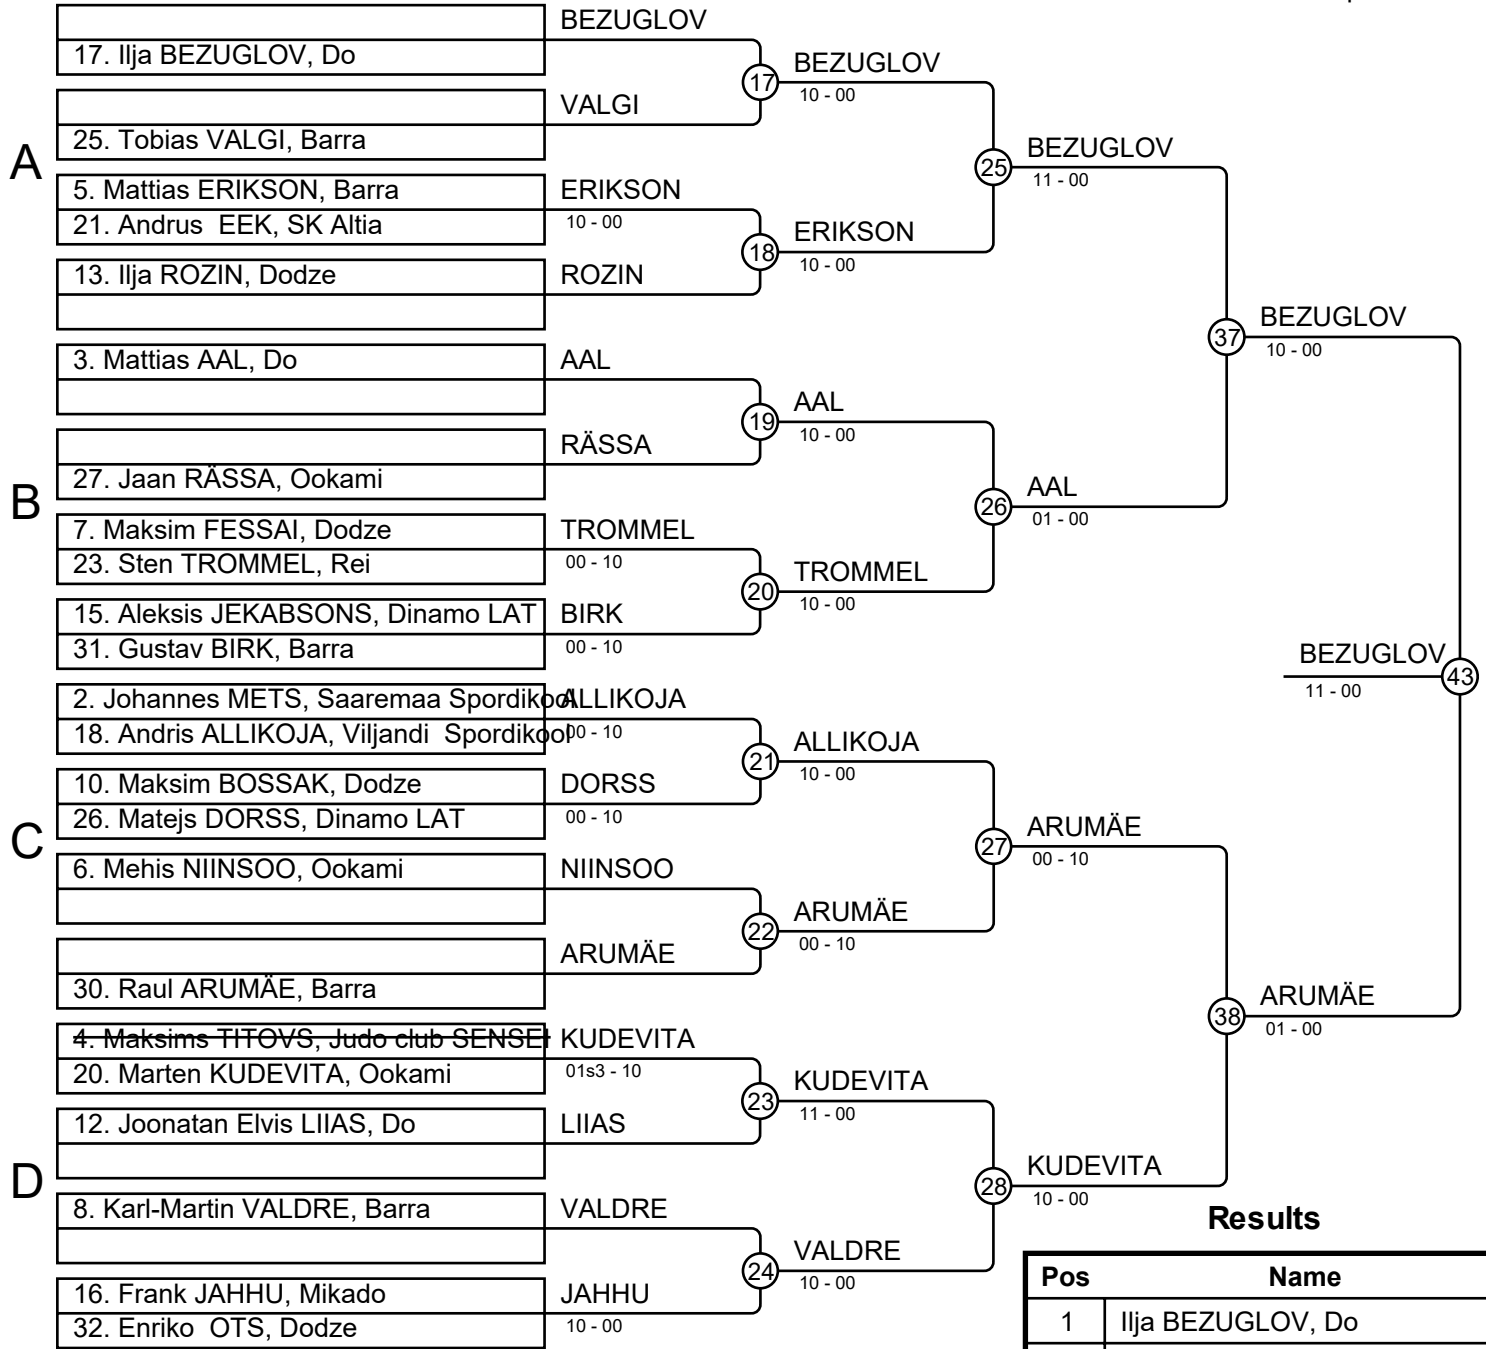 BEZUGLOV
17. Ilja BEZUGLOV, Do
17
BEZUGLOV
10 - 00
VALGI
25. Tobias VALGI, Barra
A
25
BEZUGLOV
11 - 00
5. Mattias ERIKSON, Barra
ERIKSON
21. Andrus  EEK, SK Altia
10 - 00
18
ERIKSON
10 - 00
13. Ilja ROZIN, Dodze
ROZIN
37
BEZUGLOV
10 - 00
3. Mattias AAL, Do
AAL
19
AAL
10 - 00
RÄSSA
27. Jaan RÄSSA, Ookami
B
26
AAL
01 - 00
7. Maksim FESSAI, Dodze
TROMMEL
23. Sten TROMMEL, Rei
00 - 10
20
TROMMEL
10 - 00
15. Aleksis JEKABSONS, Dinamo LAT
BIRK
31. Gustav BIRK, Barra
00 - 10
BEZUGLOV
43
11 - 00
2. Johannes METS, Saaremaa Spordikool
ALLIKOJA
18. Andris ALLIKOJA, Viljandi  Spordikool
00 - 10
21
ALLIKOJA
10 - 00
10. Maksim BOSSAK, Dodze
DORSS
26. Matejs DORSS, Dinamo LAT
00 - 10
C
27
ARUMÄE
00 - 10
6. Mehis NIINSOO, Ookami
NIINSOO
22
ARUMÄE
00 - 10
ARUMÄE
30. Raul ARUMÄE, Barra
38
ARUMÄE
01 - 00
4. Maksims TITOVS, Judo club SENSEI
KUDEVITA
20. Marten KUDEVITA, Ookami
01s3 - 10
23
KUDEVITA
11 - 00
12. Joonatan Elvis LIIAS, Do
LIIAS
D
28
KUDEVITA
10 - 00
8. Karl-Martin VALDRE, Barra
VALDRE
24
VALDRE
10 - 00
16. Frank JAHHU, Mikado
JAHHU
32. Enriko  OTS, Dodze
10 - 00
Results
Pos Name
1 Ilja BEZUGLOV, Do